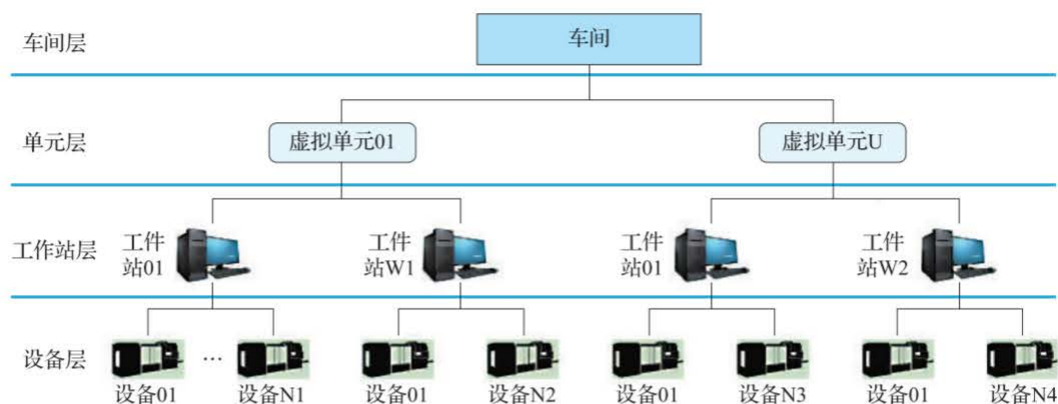 车间层
车间
单元层
虚拟单元01
虚拟单元U
工作站层
工件
站01
工件
站W1
工件
站01
工件
站W2
设备层
…
设备01
设备N1
设备01
设备N2
设备01
设备N3
设备01
设备N4